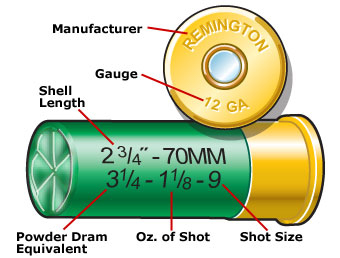 Manufacturer
REMINGTON
Gauge
12 GA
Shell
Length
2 3/4" - 70MM
3 1/4 - 1 1/8 - 9
Powder Dram
Equivalent
Oz. of Shot
Shot Size